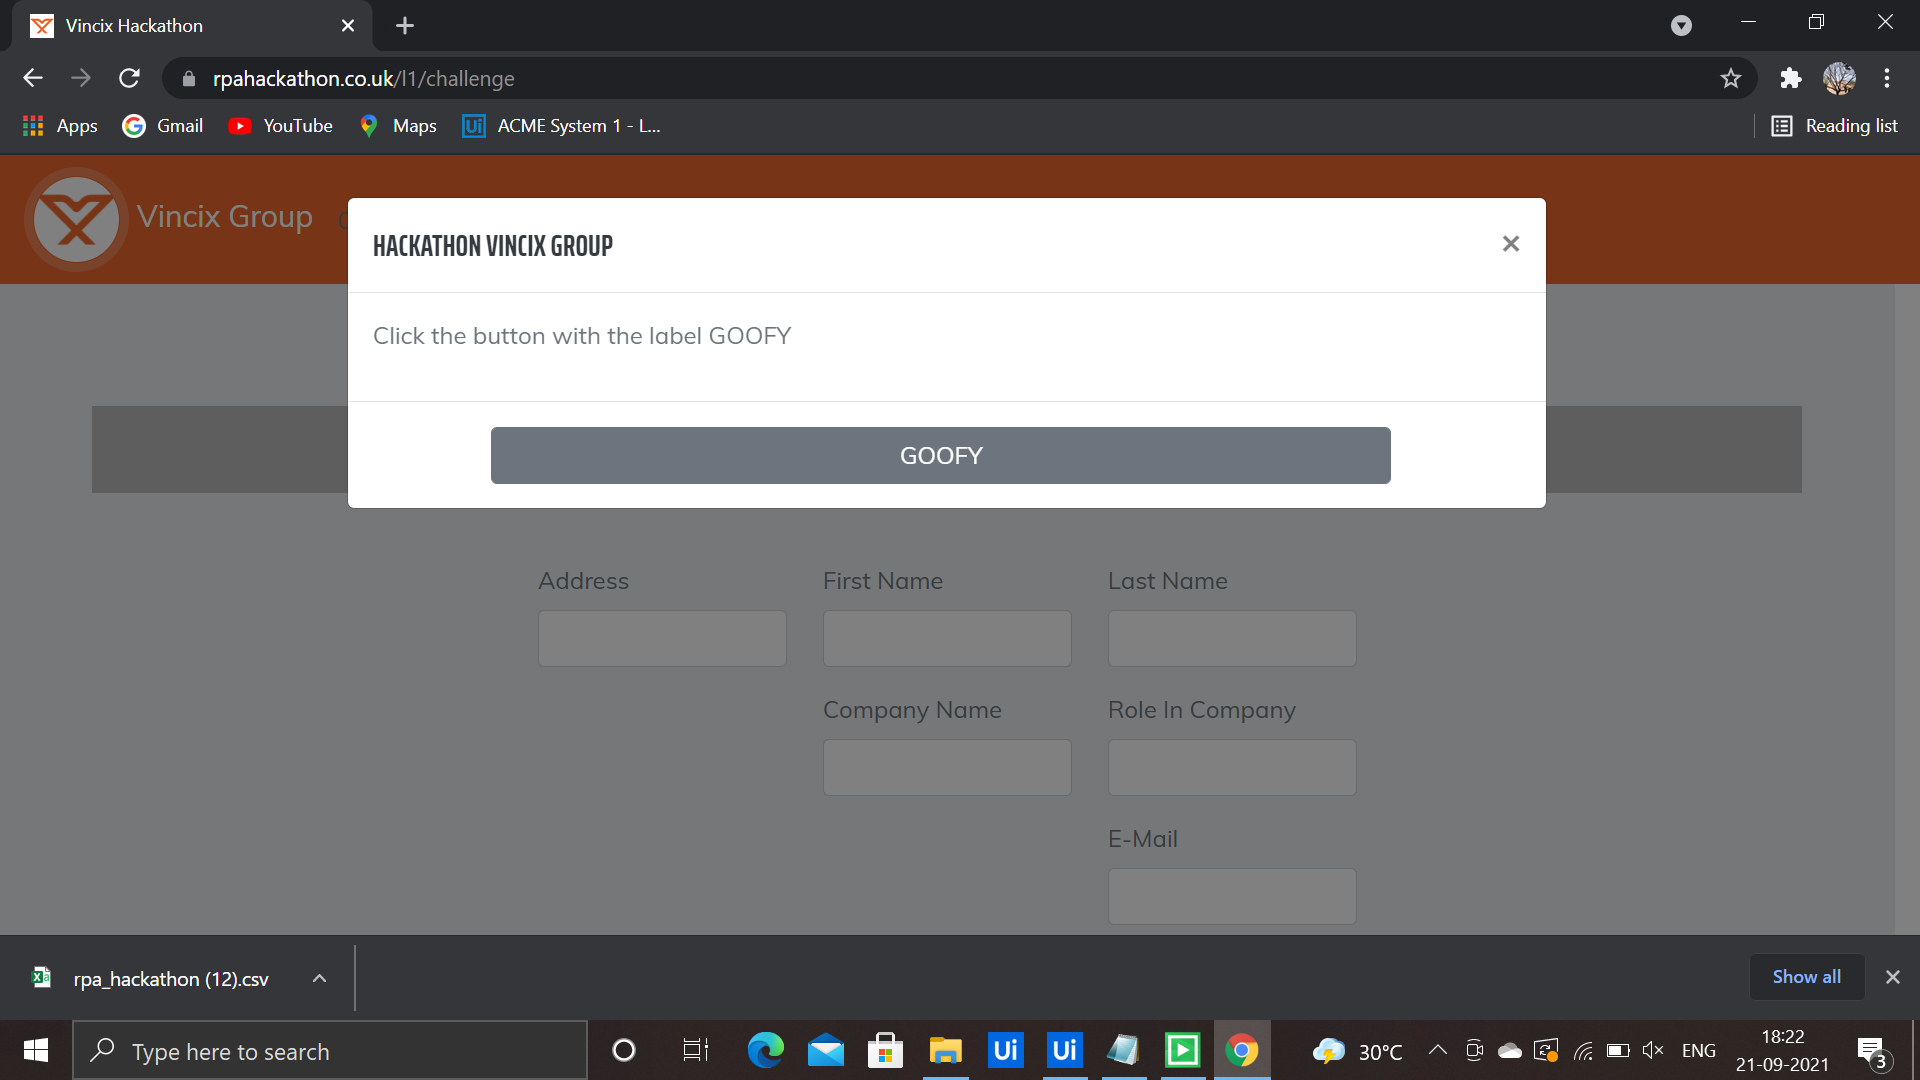 Vincix Hackathon
rpahackathon.co.uk/l1/challenge
Apps Gmail YouTube Maps Ui ACME System 1 - L... Reading list
Vincix Group
HACKATHON VINCIX GROUP
Click the button with the label GOOFY
GOOFY
Address First Name Last Name
Company Name Role In Company
E-Mail
rpa_hackathon (12).csv Show all
Type here to search Ui Ui 30°C ENG 18:22
21-09-2021 3